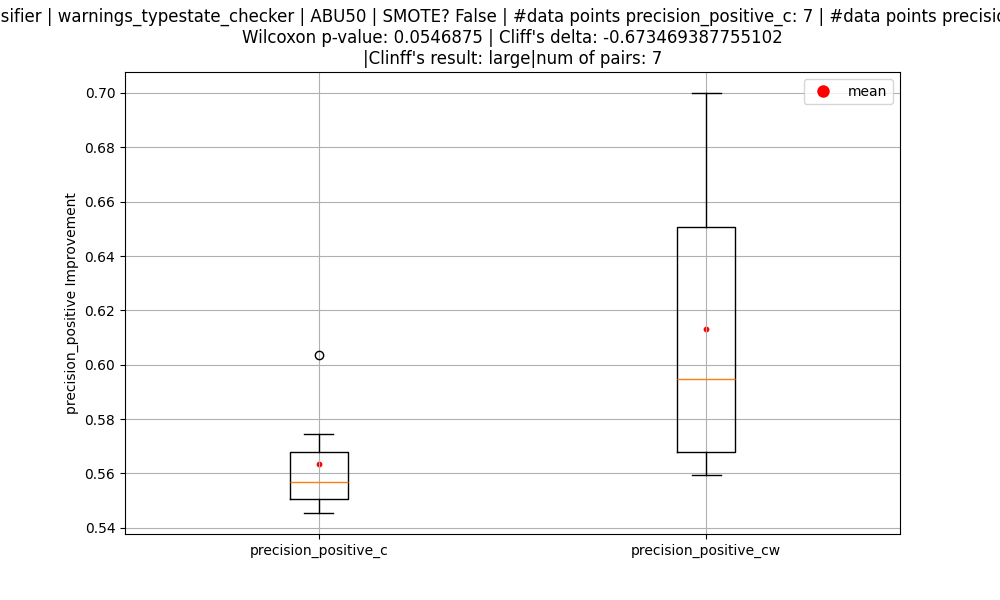 | warnings_typestate_checker | ABU50 | SMOTE? False | #data points precision_positive_c: 7 | #data points
Wilcoxon p-value: 0.0546875 | Cliff's delta: -0.673469387755102
|Clinff's result: large|num of pairs: 7
mean
0.70
0.68
0.66
0.64
0.62
0.60
0.58
0.56
0.54
precision_positive Improvement
precision_positive_c
precision_positive_cw